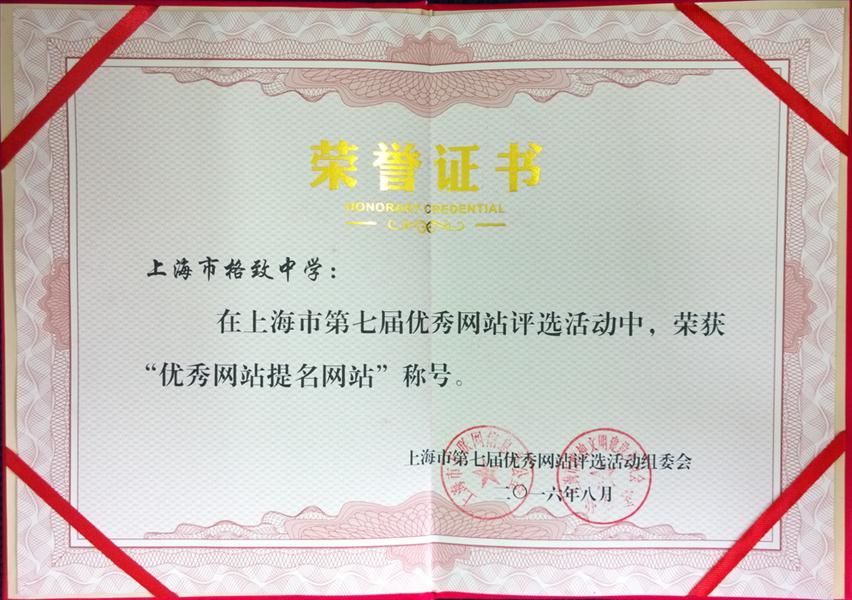 荣誉证书
HONORARY CREDENTIAL
上海市格致中学：
在上海市第七届优秀网站评选活动中，荣获
“优秀网站提名网站”称号。
上海市第七届优秀网站评选活动组委会
二〇一六年八月